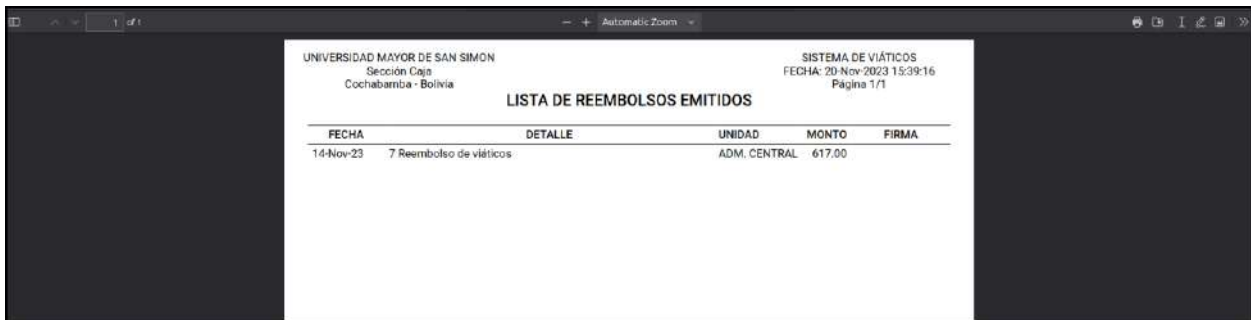 1 of 1
Automatic Zoom
UNIVERSIDAD MAYOR DE SAN SIMON
Sección Caja
Cochabamba - Bolivia
SISTEMA DE VIÁTICOS
FECHA: 20-Nov-2023 15:39:16
Página 1/1
LISTA DE REEMBOLSOS EMITIDOS
FECHA DETALLE UNIDAD MONTO FIRMA
14-Nov-23 7 Reembolso de viáticos ADM. CENTRAL 617.00